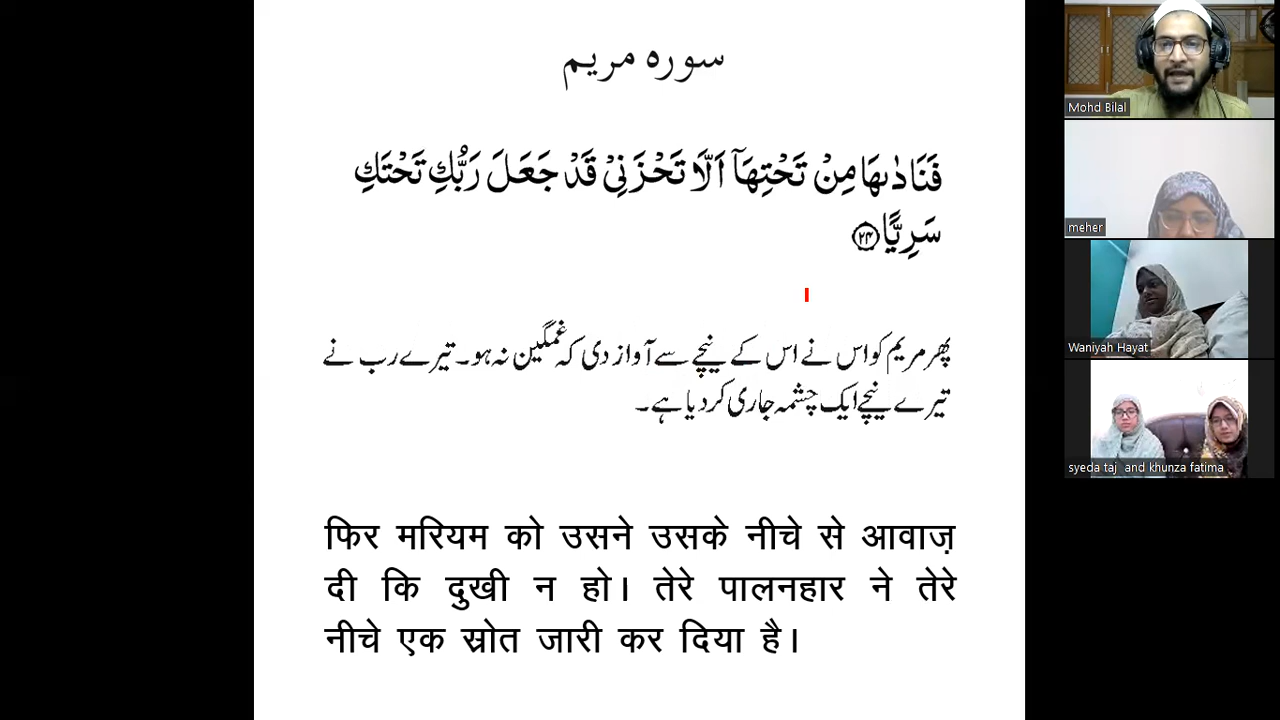 سورہ مریم
فَنَادٰىهَا مِنْ تَحْتِهَاۤ اَلَّا تَحْزَنِیْ قَدْ جَعَلَ رَبُّكِ تَحْتَكِ
سَرِیًّا ﴿۲۴﴾
پھر مریم کو اس نے اس کے نیچے سے آواز دی کہ غمگین نہ ہو۔ تیرے رب نے
تیرے نیچے ایک چشمہ جاری کر دیا ہے۔
फिर मरियम को उसने उसके नीचे से आवाज़
दी कि दुखी न हो। तेरे पालनहार ने तेरे
नीचे एक स्रोत जारी कर दिया है।
Mohd Bilal
meher
Waniyah Hayat
syeda taj and khunza fatima